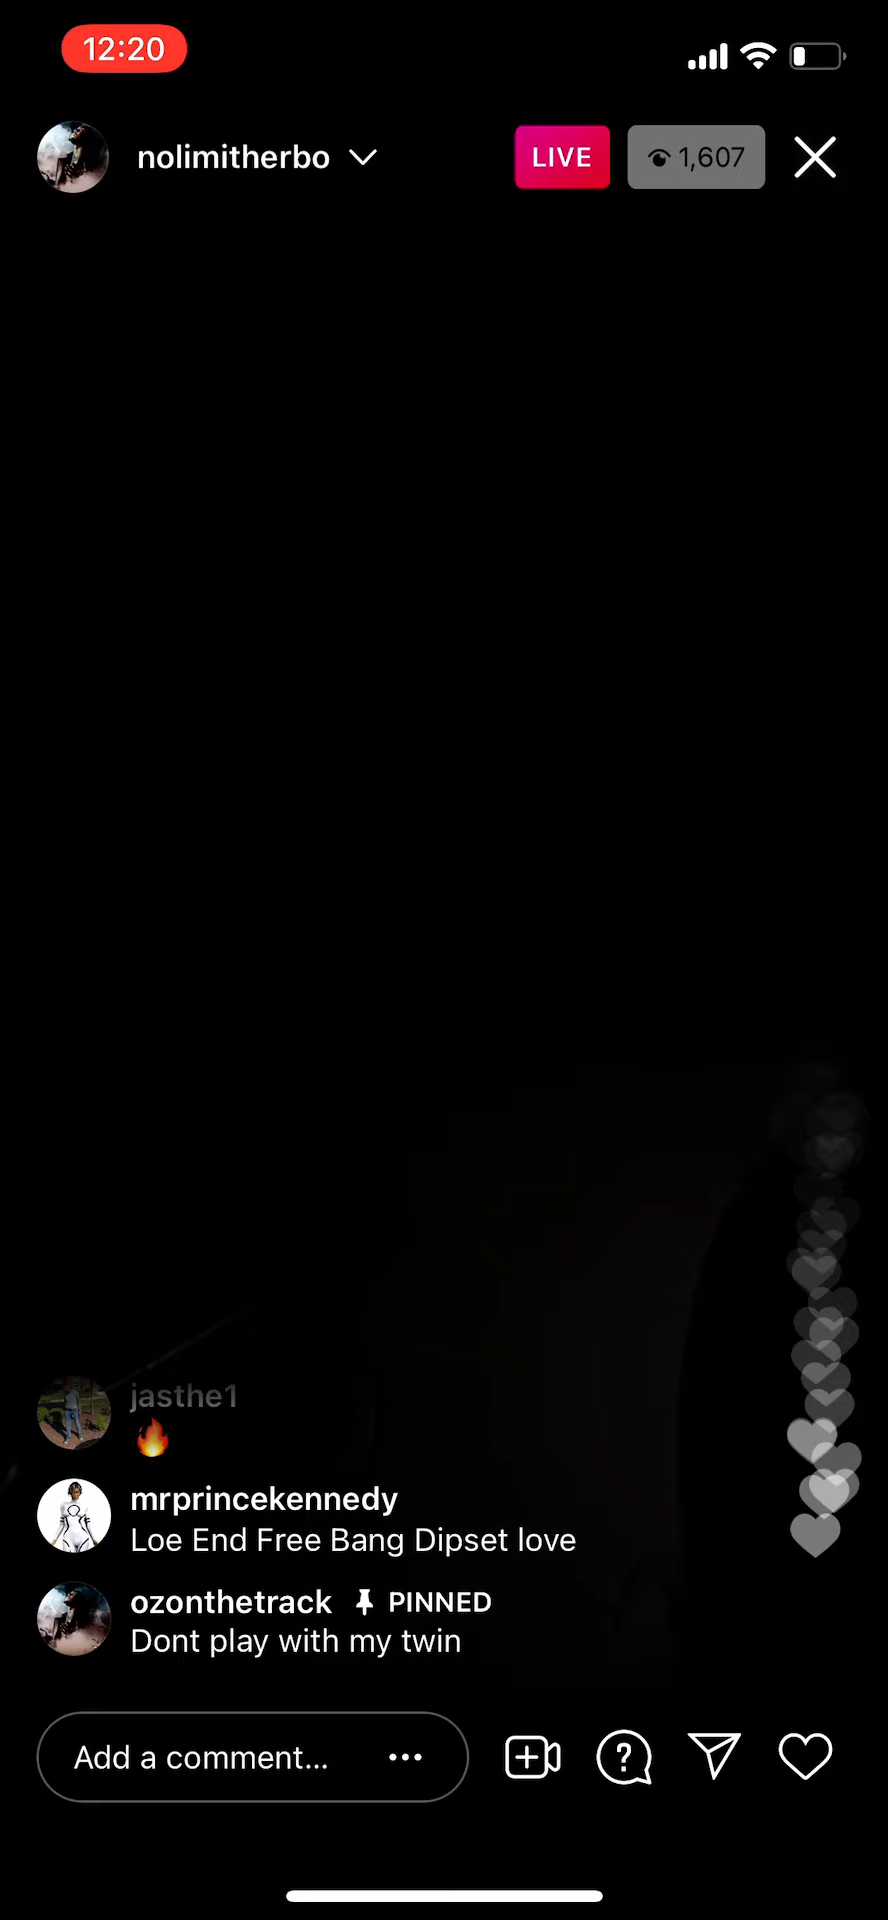 12:20
nolimitherbo
LIVE
1,607
jasthe1
🔥
mrprincekennedy
Loe End Free Bang Dipset love
ozonthetrack PINNED
Dont play with my twin
Add a comment...